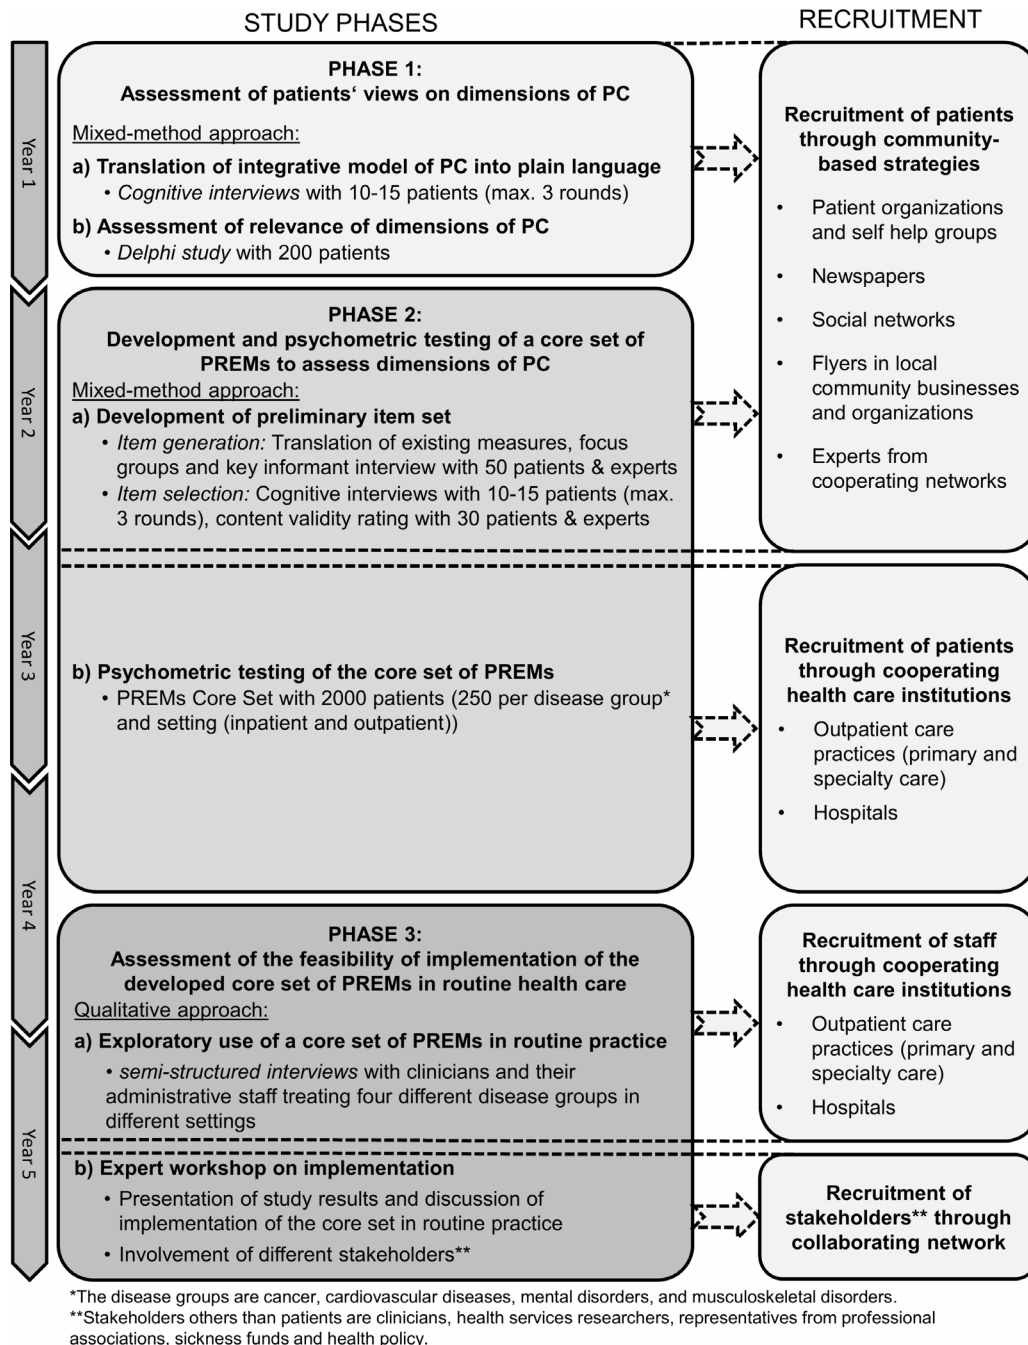 STUDY PHASES
RECRUITMENT
Year 1
Year 2
Year 3
Year 4
Year 5
PHASE 1:
Assessment of patients‘ views on dimensions of PC
Mixed-method approach:
a) Translation of integrative model of PC into plain language
• Cognitive interviews with 10-15 patients (max. 3 rounds)
b) Assessment of relevance of dimensions of PC
• Delphi study with 200 patients
PHASE 2:
Development and psychometric testing of a core set of
PREMs to assess dimensions of PC
Mixed-method approach:
a) Development of preliminary item set
• Item generation: Translation of existing measures, focus
groups and key informant interview with 50 patients & experts
• Item selection: Cognitive interviews with 10-15 patients (max.
3 rounds), content validity rating with 30 patients & experts
b) Psychometric testing of the core set of PREMs
• PREMs Core Set with 2000 patients (250 per disease group*
and setting (inpatient and outpatient))
PHASE 3:
Assessment of the feasibility of implementation of the
developed core set of PREMs in routine health care
Qualitative approach:
a) Exploratory use of a core set of PREMs in routine practice
• semi-structured interviews with clinicians and their
administrative staff treating four different disease groups in
different settings
b) Expert workshop on implementation
• Presentation of study results and discussion of
implementation of the core set in routine practice
• Involvement of different stakeholders**
Recruitment of patients
through community-
based strategies
• Patient organizations
and self help groups
• Newspapers
• Social networks
• Flyers in local
community businesses
and organizations
• Experts from
cooperating networks
Recruitment of patients
through cooperating
health care institutions
• Outpatient care
practices (primary and
specialty care)
• Hospitals
Recruitment of staff
through cooperating
health care institutions
• Outpatient care
practices (primary and
specialty care)
• Hospitals
Recruitment of
stakeholders** through
collaborating network
*The disease groups are cancer, cardiovascular diseases, mental disorders, and musculoskeletal disorders.
**Stakeholders others than patients are clinicians, health services researchers, representatives from professional
associations, sickness funds and health policy.